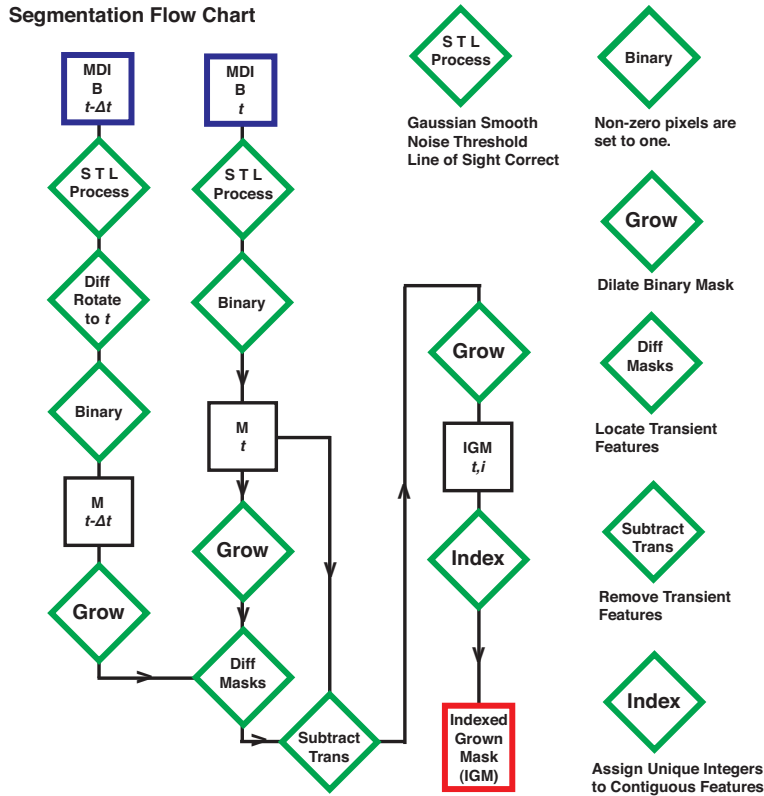 Segmentation Flow Chart
MDI
B
t-Δt
S T L
Process
Diff
Rotate
to t
Binary
M
t-Δt
Grow
MDI
B
t
S T L
Process
Binary
M
t
Grow
Diff
Masks
Subtract
Trans
Grow
IGM
t,i
Index
Indexed
Grown
Mask
(IGM)
S T L
Process
Gaussian Smooth
Noise Threshold
Line of Sight Correct
Binary
Non-zero pixels are
set to one.
Grow
Dilate Binary Mask
Diff
Masks
Locate Transient
Features
Subtract
Trans
Remove Transient
Features
Index
Assign Unique Integers
to Contiguous Features